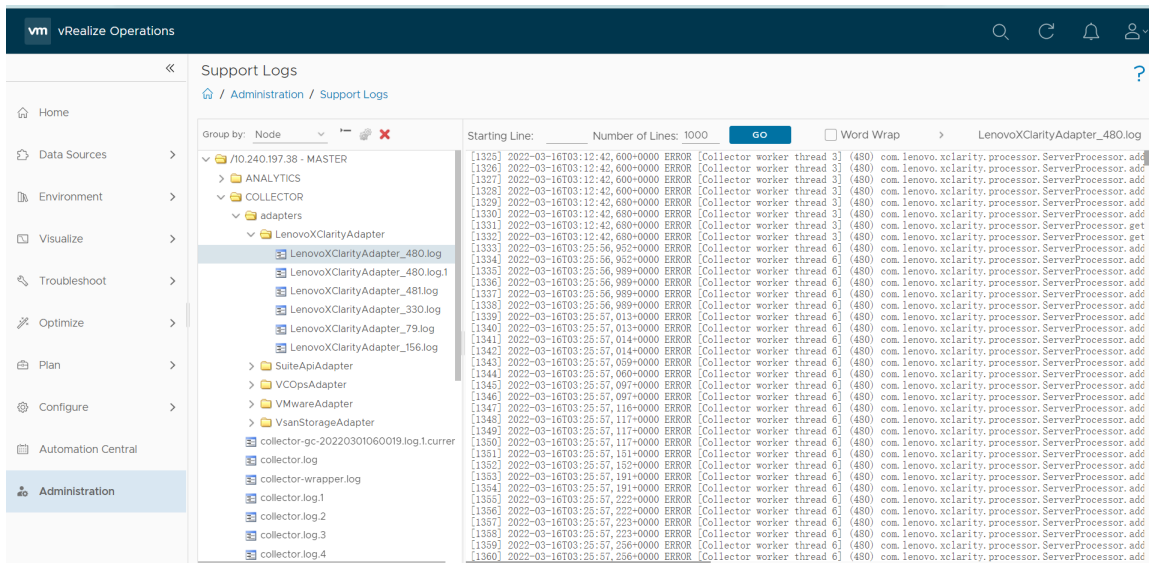 vm vRealize Operations
«
Home
Data Sources
Environment
Visualize
Troubleshoot
Optimize
Plan
Configure
Automation Central
Administration
Support Logs
?
/ Administration / Support Logs
Group by: Node
Starting Line: Number of Lines: 1000 GO Word Wrap > LenovoXClarityAdapter_480.log
/10.240.197.38 - MASTER
ANALYTICS
COLLECTOR
adapters
LenovoXClarityAdapter
LenovoXClarityAdapter_480.log
LenovoXClarityAdapter_480.log.1
LenovoXClarityAdapter_481.log
LenovoXClarityAdapter_330.log
LenovoXClarityAdapter_79.log
LenovoXClarityAdapter_156.log
SuiteApiAdapter
VCOpsAdapter
VMwareAdapter
VsanStorageAdapter
collector-gc-20220301060019.log.1.curren
collector.log
collector-wrapper.log
collector.log.1
collector.log.2
collector.log.3
collector.log.4
[1325] 2022-03-16T03:12:42,600+0000 ERROR [Collector worker thread 3] (480) com.lenovo.xclarity.processor.ServerProcessor.add
[1326] 2022-03-16T03:12:42,600+0000 ERROR [Collector worker thread 3] (480) com.lenovo.xclarity.processor.ServerProcessor.add
[1327] 2022-03-16T03:12:42,600+0000 ERROR [Collector worker thread 3] (480) com.lenovo.xclarity.processor.ServerProcessor.add
[1328] 2022-03-16T03:12:42,600+0000 ERROR [Collector worker thread 3] (480) com.lenovo.xclarity.processor.ServerProcessor.add
[1329] 2022-03-16T03:12:42,680+0000 ERROR [Collector worker thread 3] (480) com.lenovo.xclarity.processor.ServerProcessor.add
[1330] 2022-03-16T03:12:42,680+0000 ERROR [Collector worker thread 3] (480) com.lenovo.xclarity.processor.ServerProcessor.add
[1331] 2022-03-16T03:12:42,680+0000 ERROR [Collector worker thread 3] (480) com.lenovo.xclarity.processor.ServerProcessor.get
[1332] 2022-03-16T03:12:42,680+0000 ERROR [Collector worker thread 3] (480) com.lenovo.xclarity.processor.ServerProcessor.get
[1333] 2022-03-16T03:25:56,952+0000 ERROR [Collector worker thread 6] (480) com.lenovo.xclarity.processor.ServerProcessor.add
[1334] 2022-03-16T03:25:56,952+0000 ERROR [Collector worker thread 6] (480) com.lenovo.xclarity.processor.ServerProcessor.add
[1335] 2022-03-16T03:25:56,989+0000 ERROR [Collector worker thread 6] (480) com.lenovo.xclarity.processor.ServerProcessor.add
[1336] 2022-03-16T03:25:56,989+0000 ERROR [Collector worker thread 6] (480) com.lenovo.xclarity.processor.ServerProcessor.add
[1337] 2022-03-16T03:25:56,989+0000 ERROR [Collector worker thread 6] (480) com.lenovo.xclarity.processor.ServerProcessor.add
[1338] 2022-03-16T03:25:56,989+0000 ERROR [Collector worker thread 6] (480) com.lenovo.xclarity.processor.ServerProcessor.add
[1339] 2022-03-16T03:25:57,013+0000 ERROR [Collector worker thread 6] (480) com.lenovo.xclarity.processor.ServerProcessor.add
[1340] 2022-03-16T03:25:57,013+0000 ERROR [Collector worker thread 6] (480) com.lenovo.xclarity.processor.ServerProcessor.add
[1341] 2022-03-16T03:25:57,014+0000 ERROR [Collector worker thread 6] (480) com.lenovo.xclarity.processor.ServerProcessor.add
[1342] 2022-03-16T03:25:57,014+0000 ERROR [Collector worker thread 6] (480) com.lenovo.xclarity.processor.ServerProcessor.add
[1343] 2022-03-16T03:25:57,059+0000 ERROR [Collector worker thread 6] (480) com.lenovo.xclarity.processor.ServerProcessor.add
[1344] 2022-03-16T03:25:57,060+0000 ERROR [Collector worker thread 6] (480) com.lenovo.xclarity.processor.ServerProcessor.add
[1345] 2022-03-16T03:25:57,097+0000 ERROR [Collector worker thread 6] (480) com.lenovo.xclarity.processor.ServerProcessor.add
[1346] 2022-03-16T03:25:57,097+0000 ERROR [Collector worker thread 6] (480) com.lenovo.xclarity.processor.ServerProcessor.add
[1347] 2022-03-16T03:25:57,116+0000 ERROR [Collector worker thread 6] (480) com.lenovo.xclarity.processor.ServerProcessor.add
[1348] 2022-03-16T03:25:57,117+0000 ERROR [Collector worker thread 6] (480) com.lenovo.xclarity.processor.ServerProcessor.add
[1349] 2022-03-16T03:25:57,117+0000 ERROR [Collector worker thread 6] (480) com.lenovo.xclarity.processor.ServerProcessor.add
[1350] 2022-03-16T03:25:57,117+0000 ERROR [Collector worker thread 6] (480) com.lenovo.xclarity.processor.ServerProcessor.add
[1351] 2022-03-16T03:25:57,151+0000 ERROR [Collector worker thread 6] (480) com.lenovo.xclarity.processor.ServerProcessor.add
[1352] 2022-03-16T03:25:57,152+0000 ERROR [Collector worker thread 6] (480) com.lenovo.xclarity.processor.ServerProcessor.add
[1353] 2022-03-16T03:25:57,191+0000 ERROR [Collector worker thread 6] (480) com.lenovo.xclarity.processor.ServerProcessor.add
[1354] 2022-03-16T03:25:57,191+0000 ERROR [Collector worker thread 6] (480) com.lenovo.xclarity.processor.ServerProcessor.add
[1355] 2022-03-16T03:25:57,222+0000 ERROR [Collector worker thread 6] (480) com.lenovo.xclarity.processor.ServerProcessor.add
[1356] 2022-03-16T03:25:57,222+0000 ERROR [Collector worker thread 6] (480) com.lenovo.xclarity.processor.ServerProcessor.add
[1357] 2022-03-16T03:25:57,223+0000 ERROR [Collector worker thread 6] (480) com.lenovo.xclarity.processor.ServerProcessor.add
[1358] 2022-03-16T03:25:57,223+0000 ERROR [Collector worker thread 6] (480) com.lenovo.xclarity.processor.ServerProcessor.add
[1359] 2022-03-16T03:25:57,256+0000 ERROR [Collector worker thread 6] (480) com.lenovo.xclarity.processor.ServerProcessor.add
[1360] 2022-03-16T03:25:57,256+0000 ERROR [Collector worker thread 6] (480) com.lenovo.xclarity.processor.ServerProcessor.add